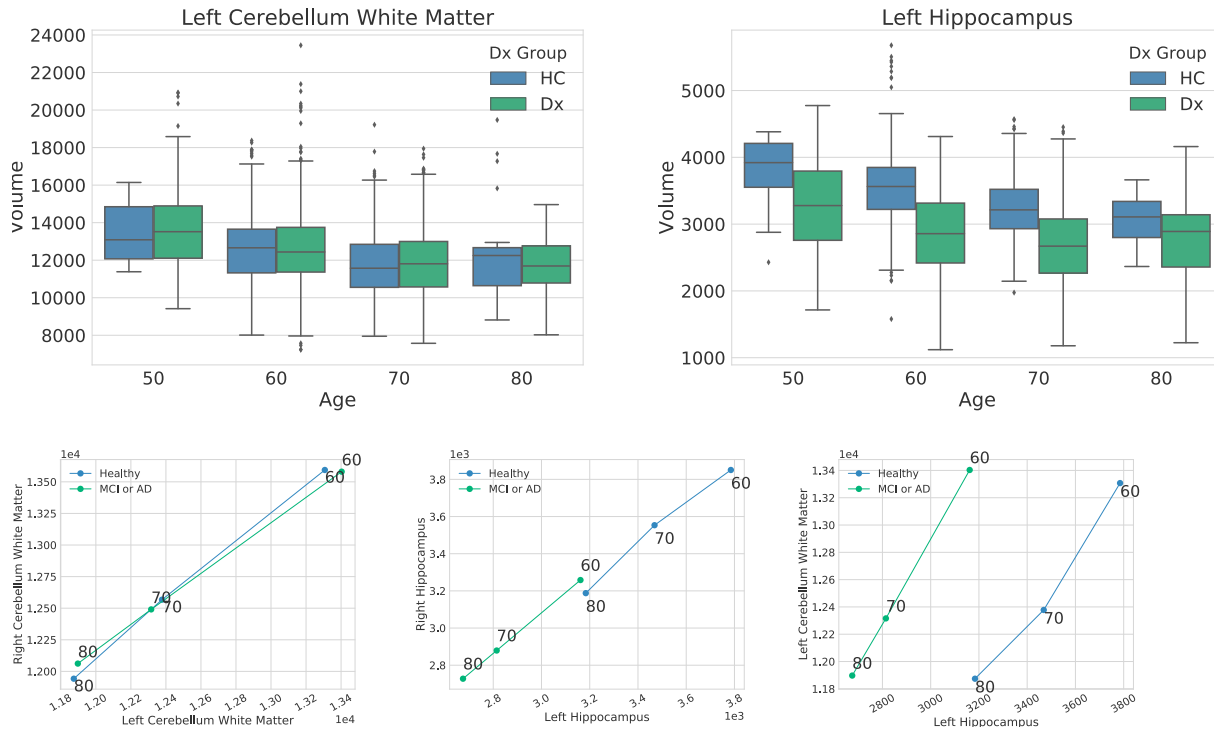 Left Cerebellum White Matter
Left Hippocampus
24000
22000
20000
18000
16000
14000
12000
10000
8000
Volume
Dx Group
HC
Dx
50 60 70 80
Age
5000
4000
3000
2000
1000
Volume
Dx Group
HC
Dx
50 60 70 80
Age
1e4
1.350
1.300
1.250
1.200
Right Cerebellum White Matter
Healthy
MCI or AD
60
60
70
70
80
80
1.18 1.20 1.22 1.24 1.26 1.28 1.30 1.32 1.34
Left Cerebellum White Matter
1e4
1e3
3.8
3.6
3.4
3.2
3.0
2.8
Right Hippocampus
Healthy
MCI or AD
60
70
60
80
70
80
2.8 3.0 3.2 3.4 3.6 3.8
Left Hippocampus
1e3
1e4
1.34
1.32
1.30
1.28
1.26
1.24
1.22
1.20
1.18
Left Cerebellum White Matter
Healthy
MCI or AD
60
60
70
70
80
80
2800 3000 3200 3400 3600 3800
Left Hippocampus